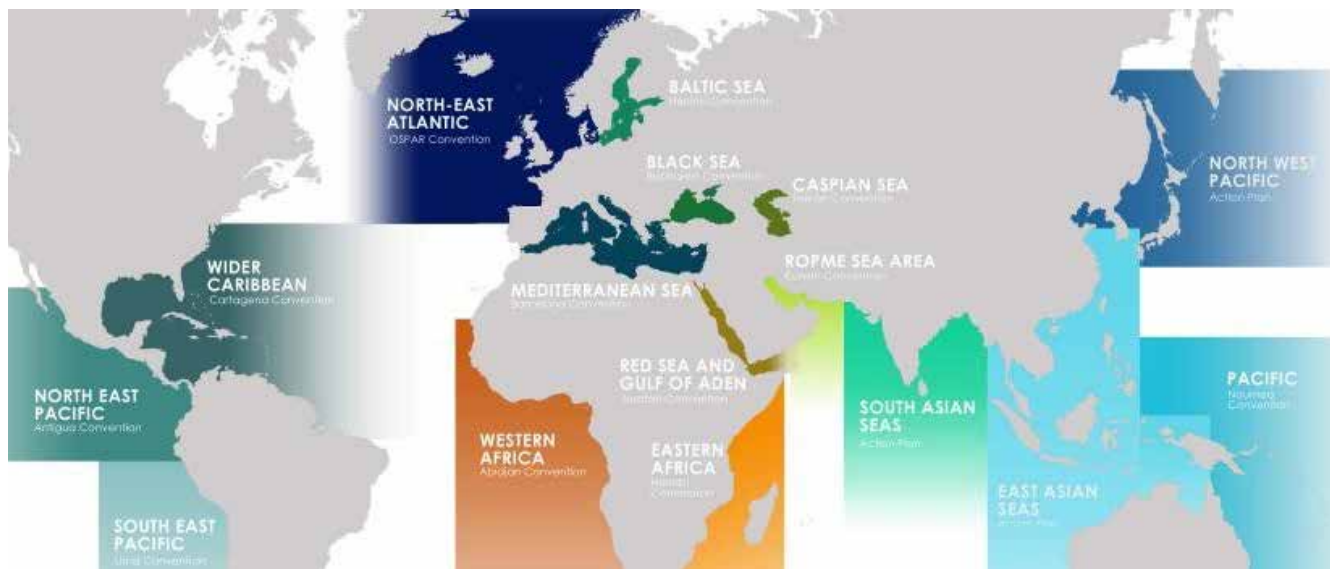 BALTIC SEA
Helsinki Convention
NORTH-EAST
ATLANTIC
OSPAR Convention
BLACK SEA
Bucharest Convention
CASPIAN SEA
Tehran Convention
NORTH WEST
PACIFIC
Action Plan
WIDER
CARIBBEAN
Cartagena Convention
ROPME SEA AREA
Kuwait Convention
MEDITERRANEAN SEA
Barcelona Convention
RED SEA AND
GULF OF ADEN
Convention
NORTH EAST
PACIFIC
Antigua Convention
SOUTH ASIAN
SEAS
Action Plan
PACIFIC
Noumea
Convention
WESTERN
AFRICA
Abidjan Convention
EASTERN
AFRICA
Nairobi
Convention
EAST ASIAN
SEAS
Action Plan
SOUTH EAST
PACIFIC
Lima Convention